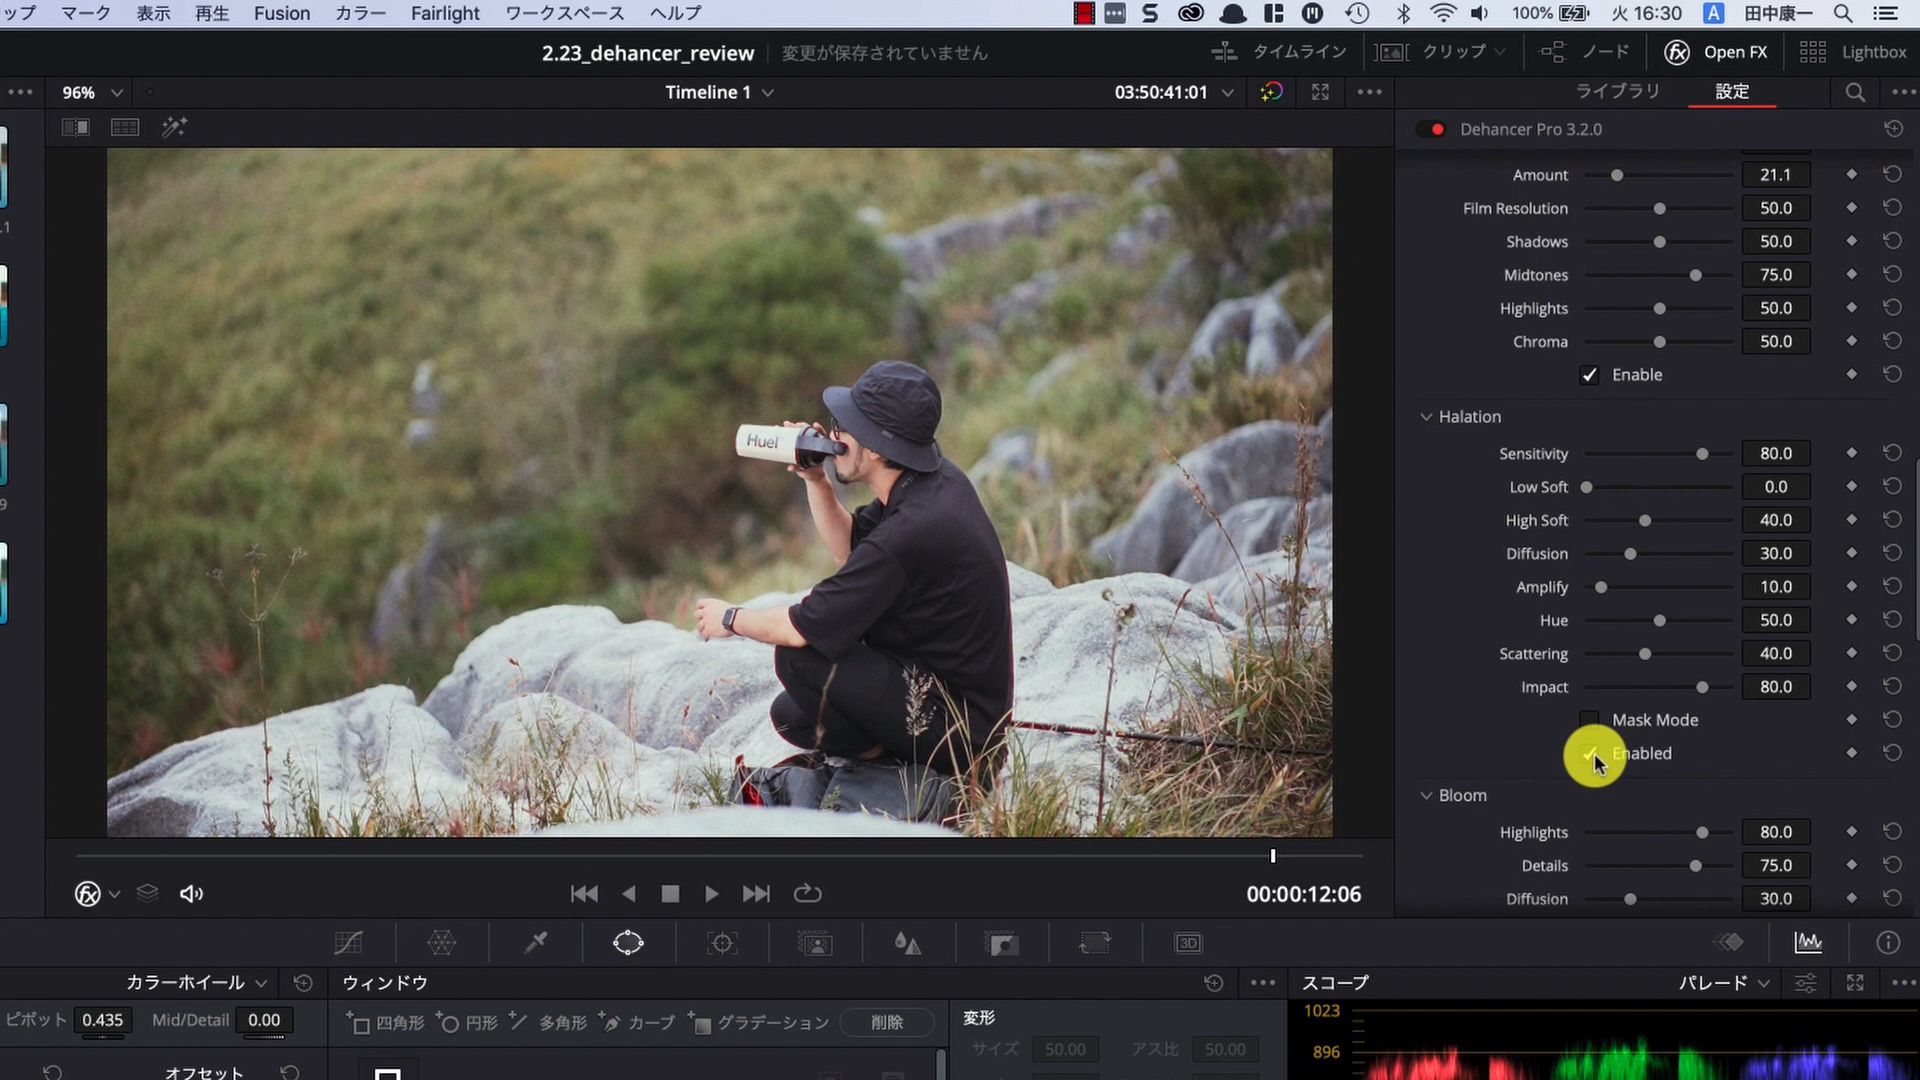 ップ マーク 表示 再生 Fusion カラー Fairlight ワークスペース ヘルプ 100% 火 16:30 A 田中康一
2.23_dehancer_review 変更が保存されていません タイムライン クリップ ノード Open FX Lightbox
96% Timeline 1 03:50:41:01 ライブラリ 設定
Dehancer Pro 3.2.0
Amount 21.1
Film Resolution 50.0
Shadows 50.0
Midtones 75.0
Highlights 50.0
Chroma 50.0
Enable
Halation
Huel
Sensitivity 80.0
Low Soft 0.0
High Soft 40.0
Diffusion 30.0
Amplify 10.0
Hue 50.0
Scattering 40.0
Impact 80.0
Mask Mode
Enabled
Bloom
Highlights 80.0
Details 75.0
Diffusion 30.0
00:00:12:06
3D
カラーホイール ウィンドウ スコープ パレード
ピボット 0.435 Mid/Detail 0.00 四角形 円形 多角形 カーブ グラデーション 削除 変形 1023
サイズ 50.00 アス比 50.00 896
オフセット